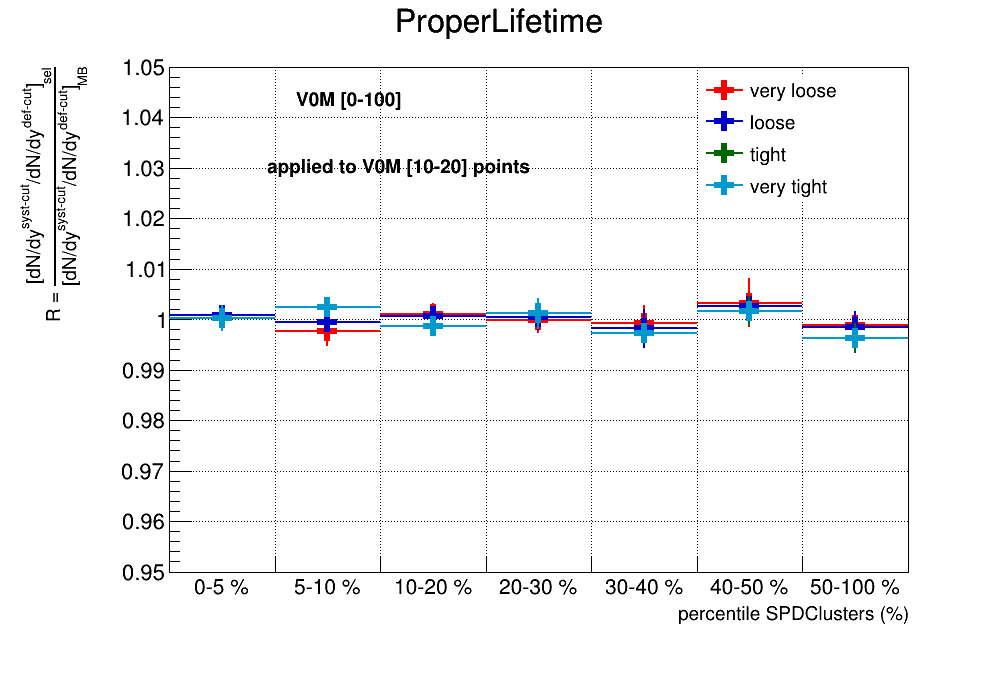 ProperLifetime
R = [dN/dy^syst-cut/dN/dy^def-cut]_sel
[dN/dy^syst-cut/dN/dy^def-cut]_MB
1.05
1.04
1.03
1.02
1.01
1
0.99
0.98
0.97
0.96
0.95
V0M [0-100]
applied to V0M [10-20] points
very loose
loose
tight
very tight
0-5 % 5-10 % 10-20 % 20-30 % 30-40 % 40-50 % 50-100 %
percentile SPDClusters (%)